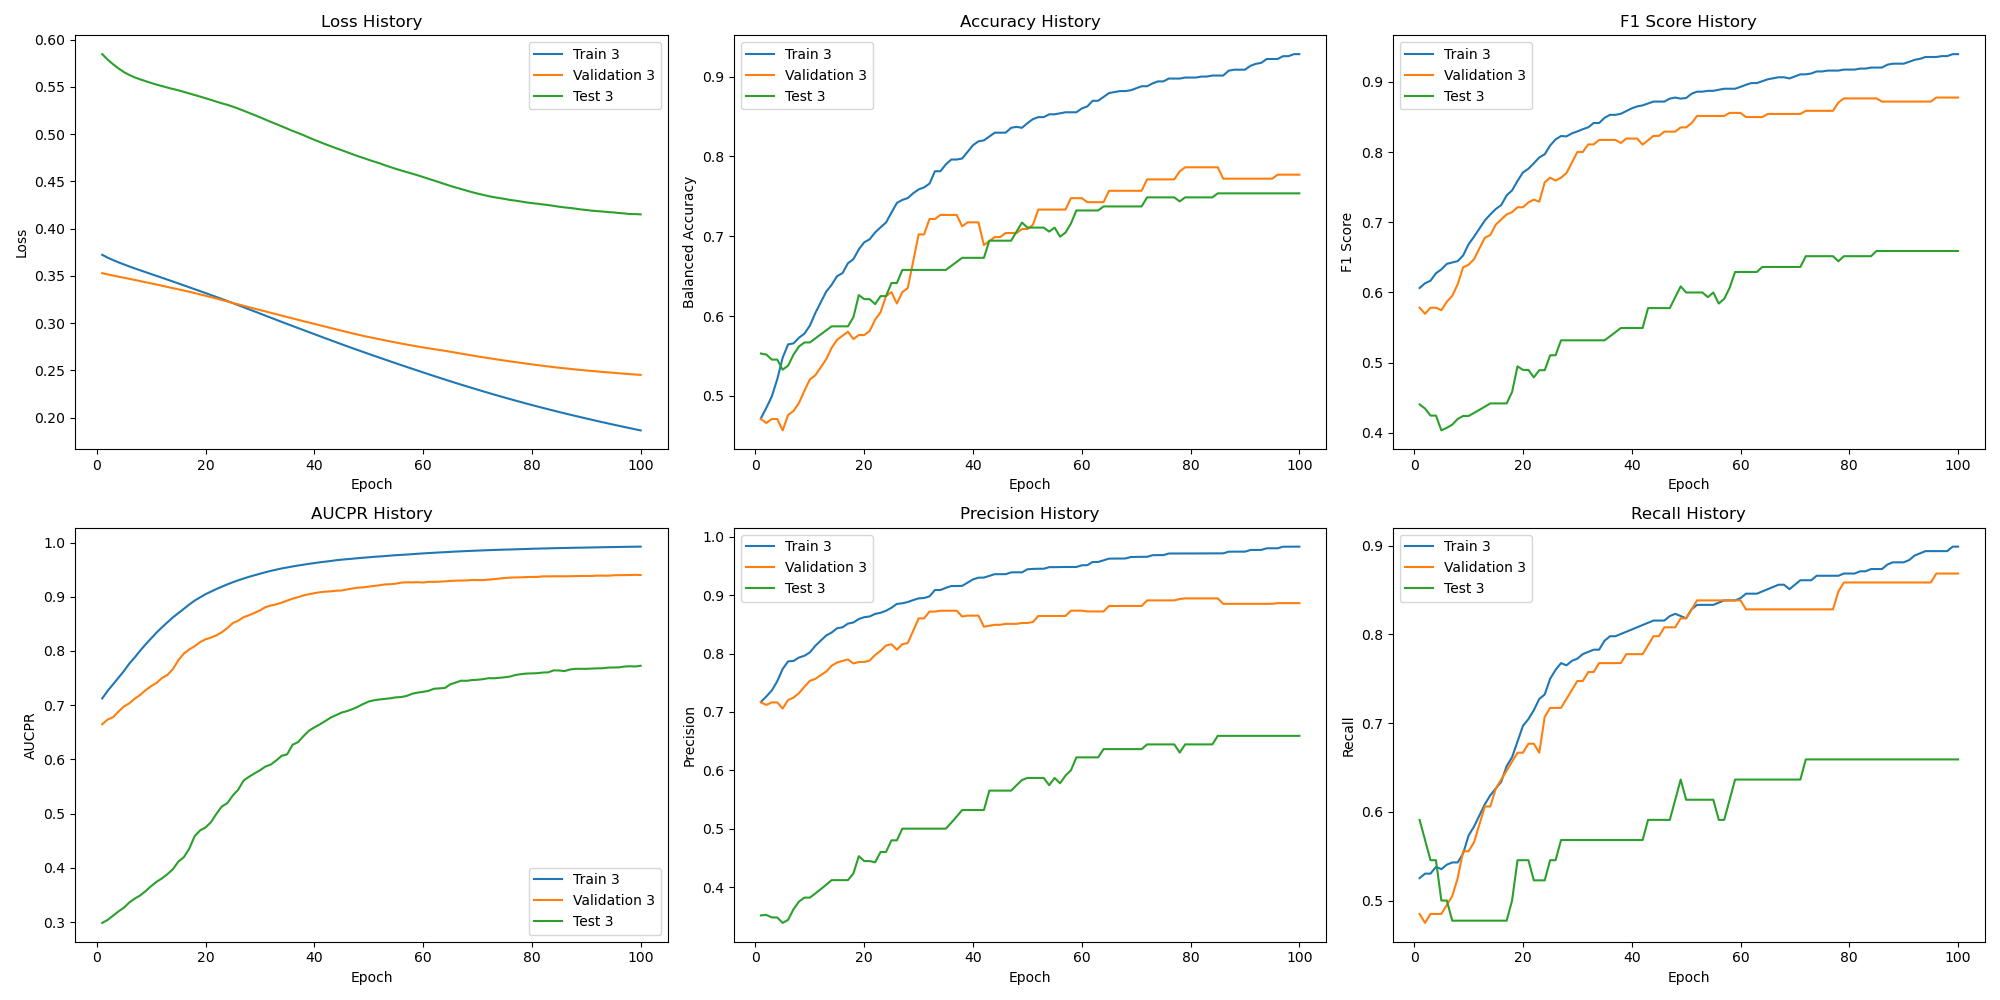 Loss History
Loss
0.60
0.55
0.50
0.45
0.40
0.35
0.30
0.25
0.20
Train 3
Validation 3
Test 3
0 20 40 60 80 100
Epoch
Accuracy History
Balanced Accuracy
0.9
0.8
0.7
0.6
0.5
Train 3
Validation 3
Test 3
0 20 40 60 80 100
Epoch
F1 Score History
F1 Score
0.9
0.8
0.7
0.6
0.5
0.4
Train 3
Validation 3
Test 3
0 20 40 60 80 100
Epoch
AUCPR History
AUCPR
1.0
0.9
0.8
0.7
0.6
0.5
0.4
0.3
Train 3
Validation 3
Test 3
0 20 40 60 80 100
Epoch
Precision History
Precision
1.0
0.9
0.8
0.7
0.6
0.5
0.4
Train 3
Validation 3
Test 3
0 20 40 60 80 100
Epoch
Recall History
Recall
0.9
0.8
0.7
0.6
0.5
Train 3
Validation 3
Test 3
0 20 40 60 80 100
Epoch